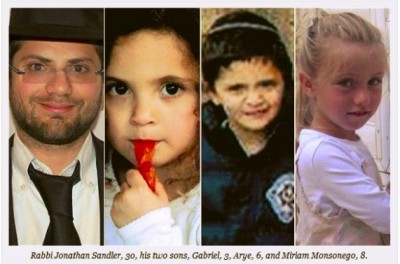 Rabbi Jonathan Sandler, 30, his two sons, Gabriel, 3, Arye, 6, and Miriam Monsonego, 8.